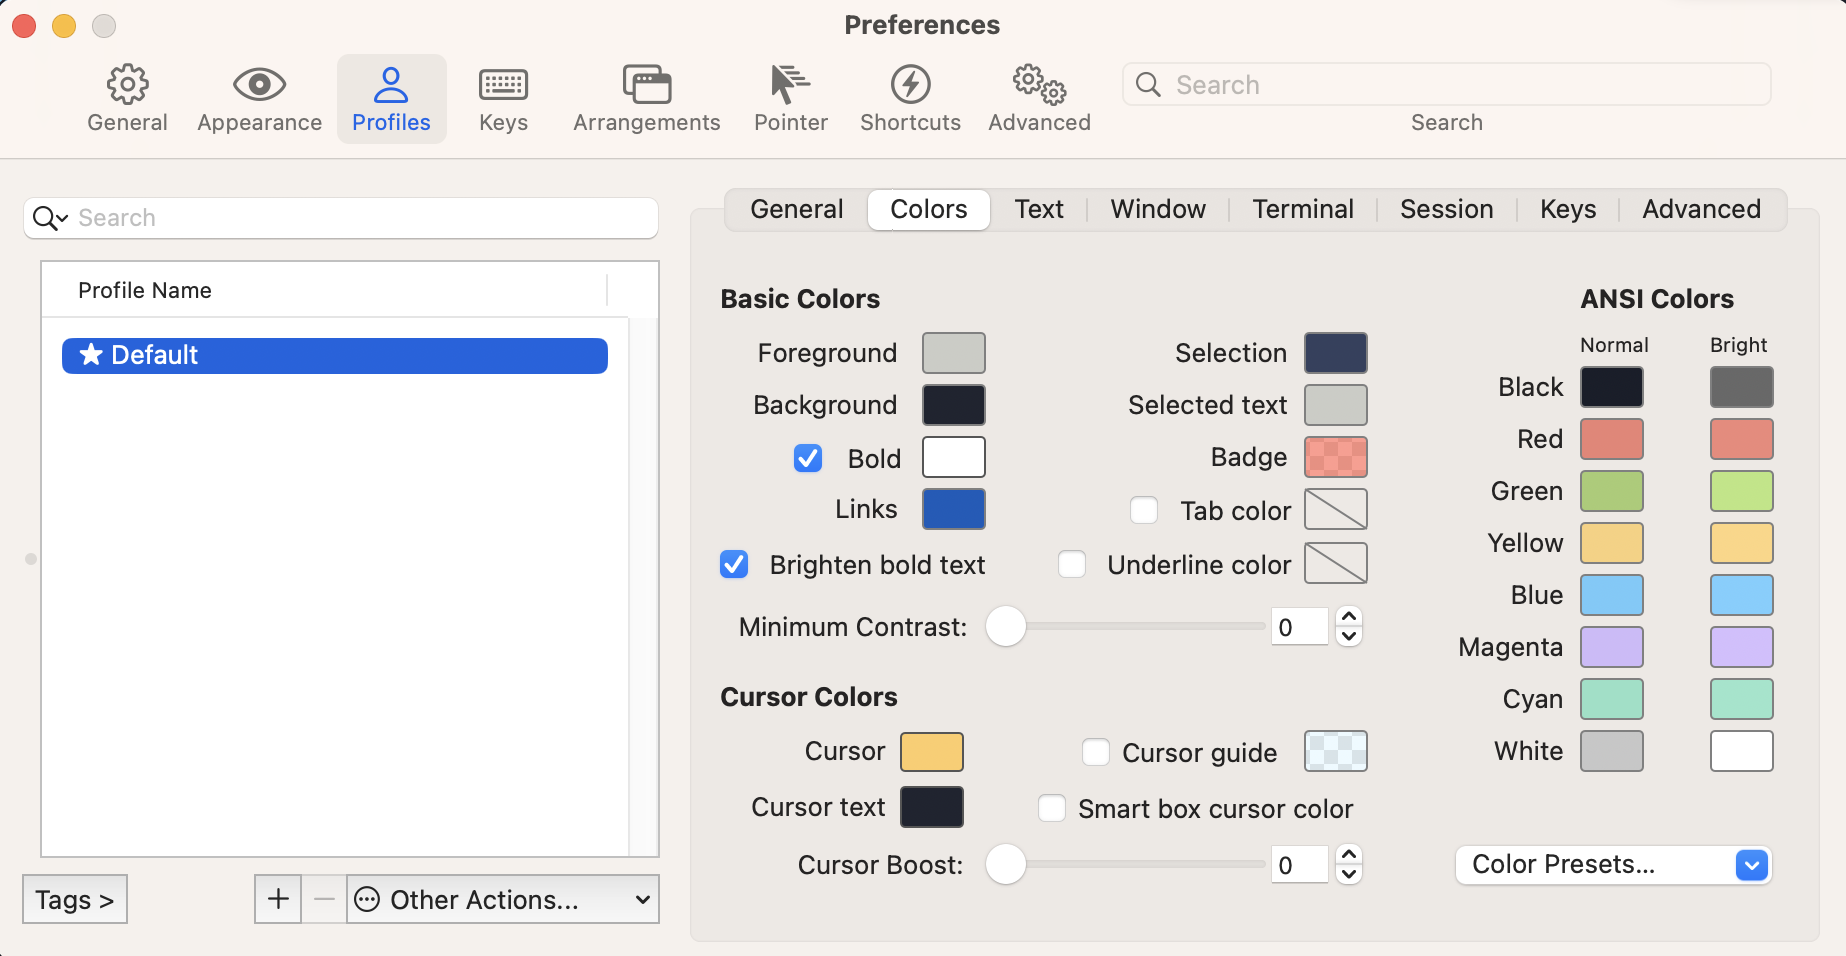 Preferences
General
Appearance
Profiles
Keys
Arrangements
Pointer
Shortcuts
Advanced
Search
Search
Search
Profile Name
Default
Tags >
Other Actions...
General
Colors
Text
Window
Terminal
Session
Keys
Advanced
Basic Colors
Foreground
Background
Bold
Links
Brighten bold text
Selection
Selected text
Badge
Tab color
Underline color
Minimum Contrast:
0
Cursor Colors
Cursor
Cursor text
Cursor guide
Smart box cursor color
Cursor Boost:
0
ANSI Colors
Normal
Bright
Black
Red
Green
Yellow
Blue
Magenta
Cyan
White
Color Presets...